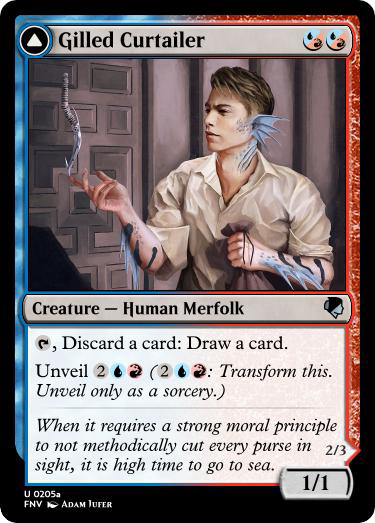 Gilled Curtailer
Creature — Human Merfolk
, Discard a card: Draw a card.
Unveil 2 ( 2 : Transform this.
Unveil only as a sorcery.)
When it requires a strong moral principle
to not methodically cut every purse in
sight, it is high time to go to sea.
2/3
1/1
U 0205a
FNV Adam Jufer